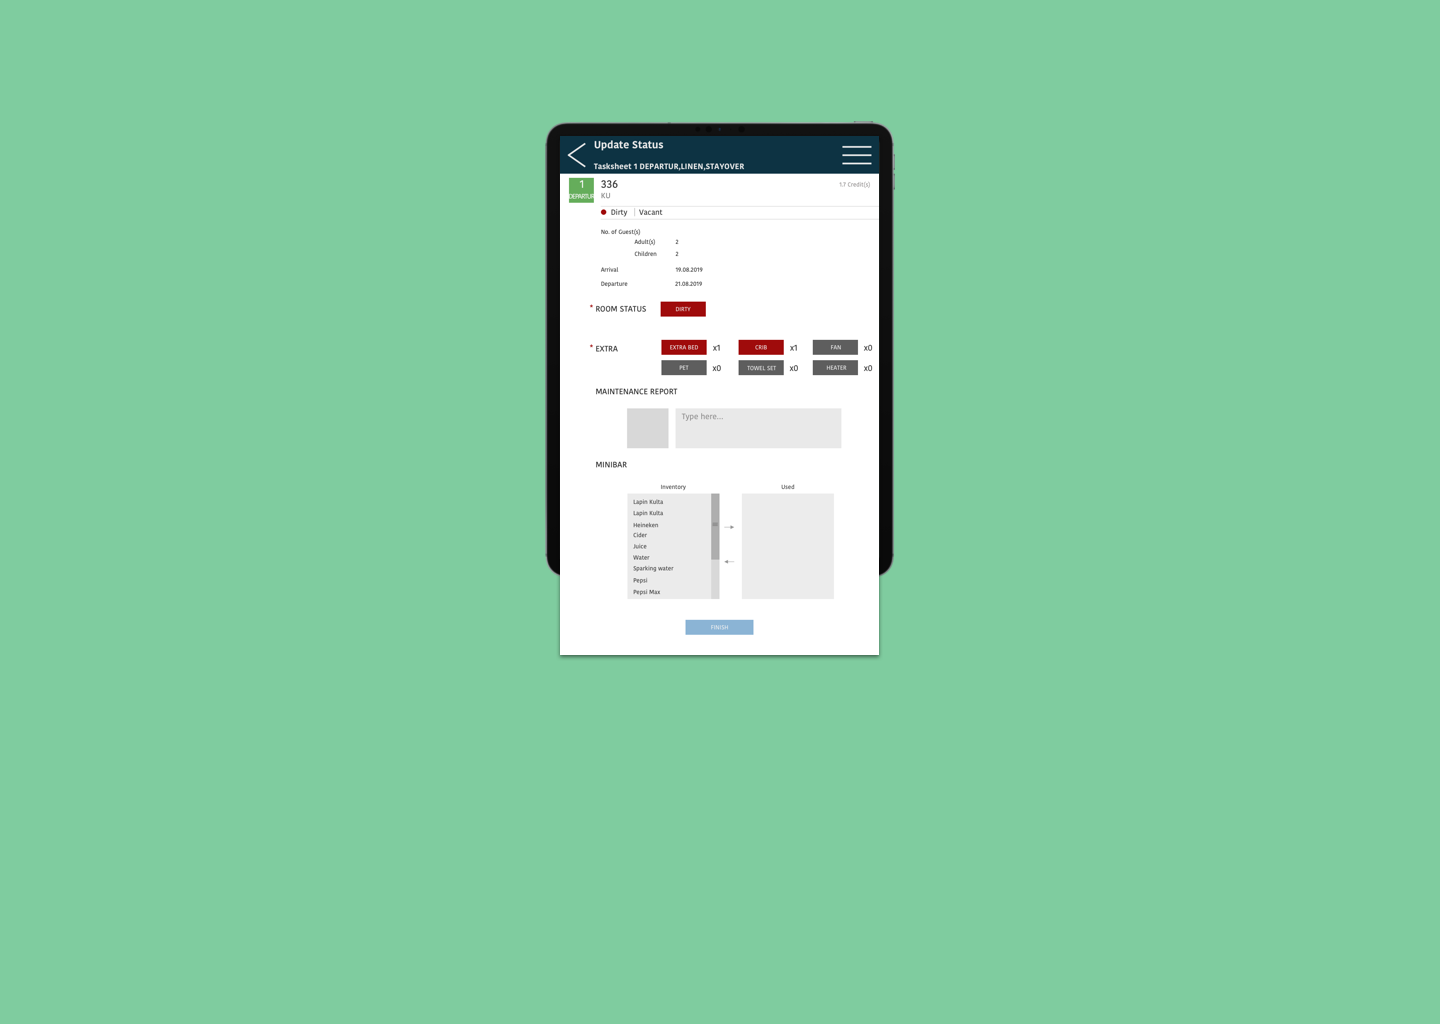 Update Status
Tasksheet 1 DEPARTUR,LINEN,STAYOVER
1 336 1.7 Credit(s)
DEPARTUR KU
Dirty Vacant
No. of Guest(s)
Adult(s) 2
Children 2
Arrival 19.08.2019
Departure 21.08.2019
* ROOM STATUS DIRTY
* EXTRA EXTRA BED x1 CRIB x1 FAN x0
PET x0 TOWEL SET x0 HEATER x0
MAINTENANCE REPORT
Type here...
MINIBAR
Inventory Used
Lapin Kulta
Lapin Kulta
Heineken
Cider
Juice
Water
Sparking water
Pepsi
Pepsi Max
FINISH